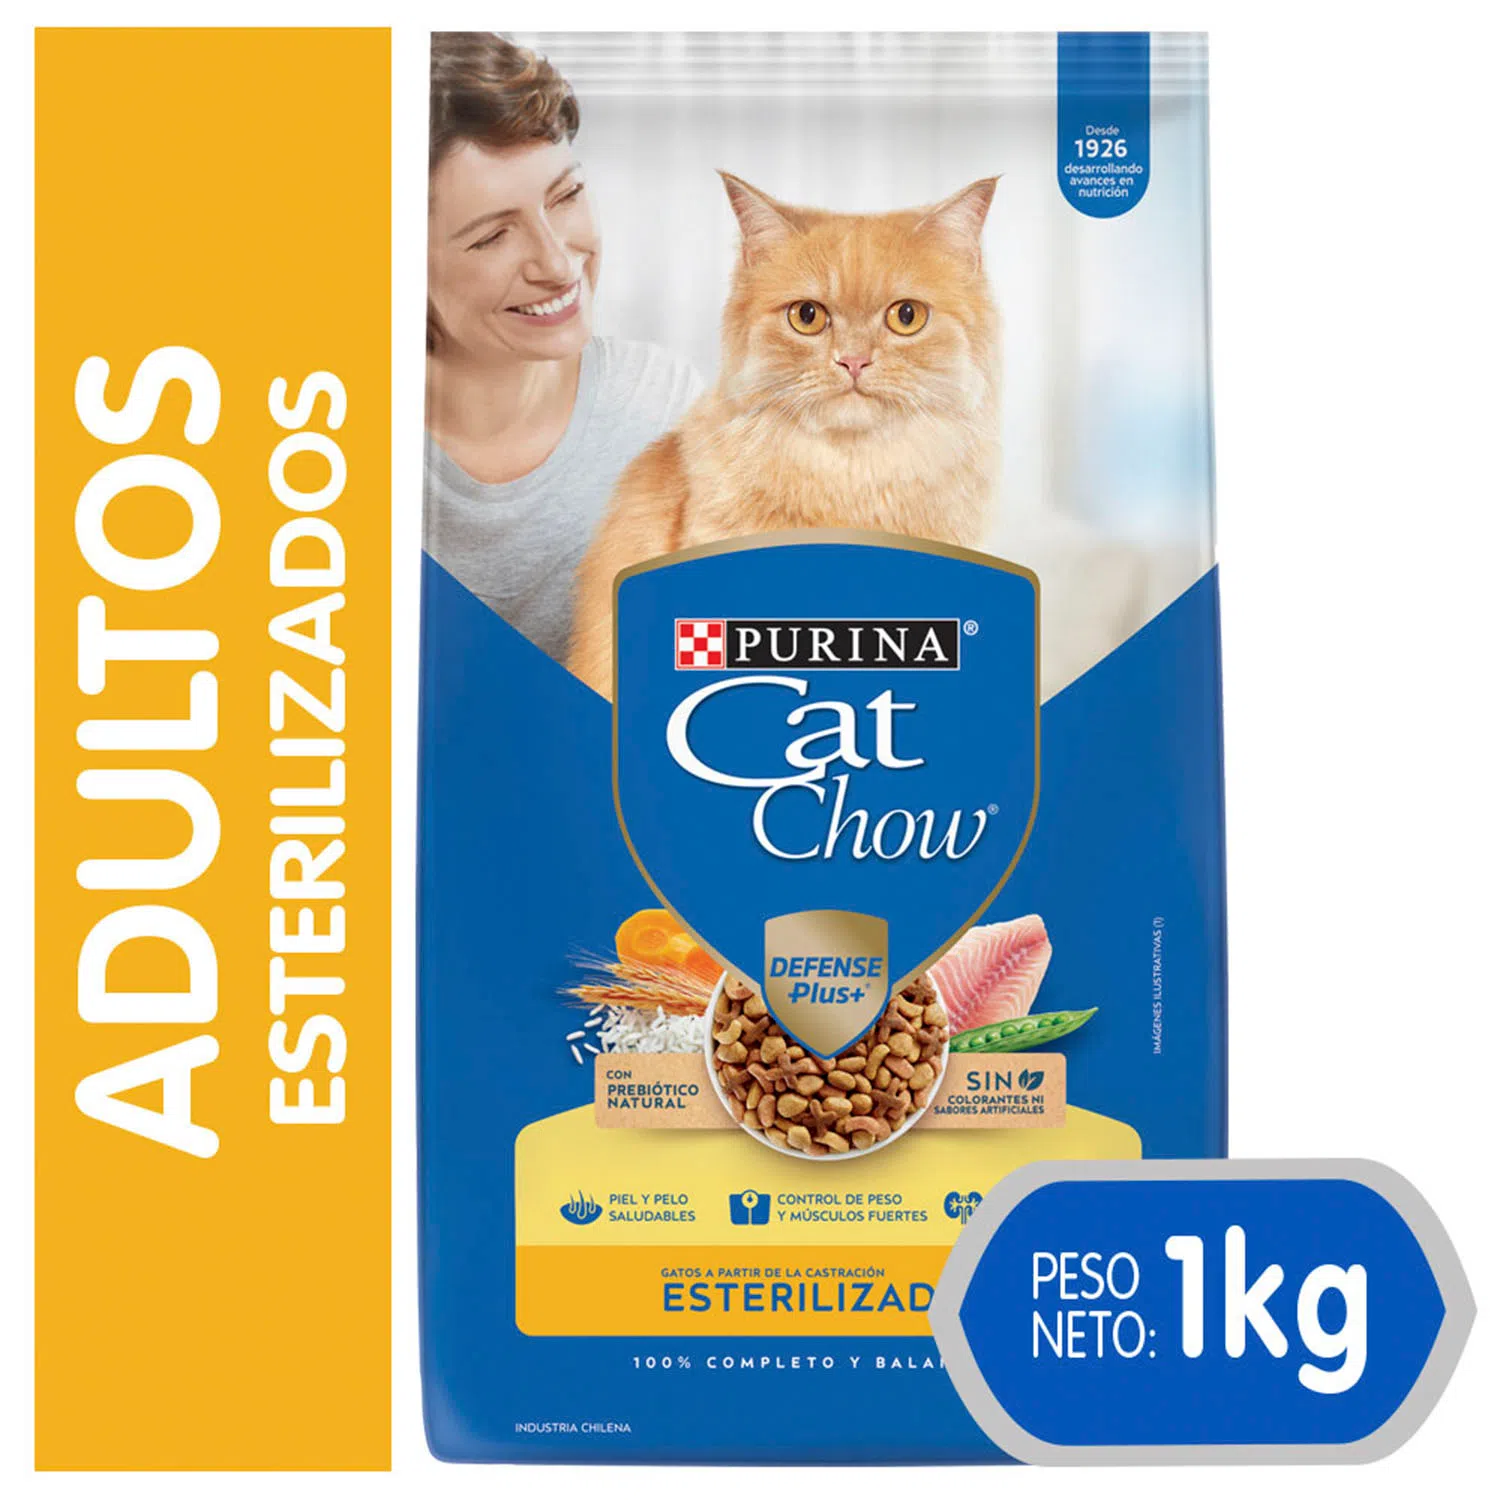 ADULTOS
ESTERILIZADOS
Desde
1926
desarrollando
avances en
nutrición
PURINA®
Cat
Chow®
DEFENSE
Plus+®
CON
PREBIÓTICO
NATURAL
SIN
COLORANTES NI
SABORES ARTIFICIALES
IMÁGENES ILUSTRATIVAS (1)
PIEL Y PELO
SALUDABLES
CONTROL DE PESO
Y MÚSCULOS FUERTES
GATOS A PARTIR DE LA CASTRACIÓN
ESTERILIZAD
100% COMPLETO Y BALA
INDUSTRIA CHILENA
PESO
NETO: 1kg